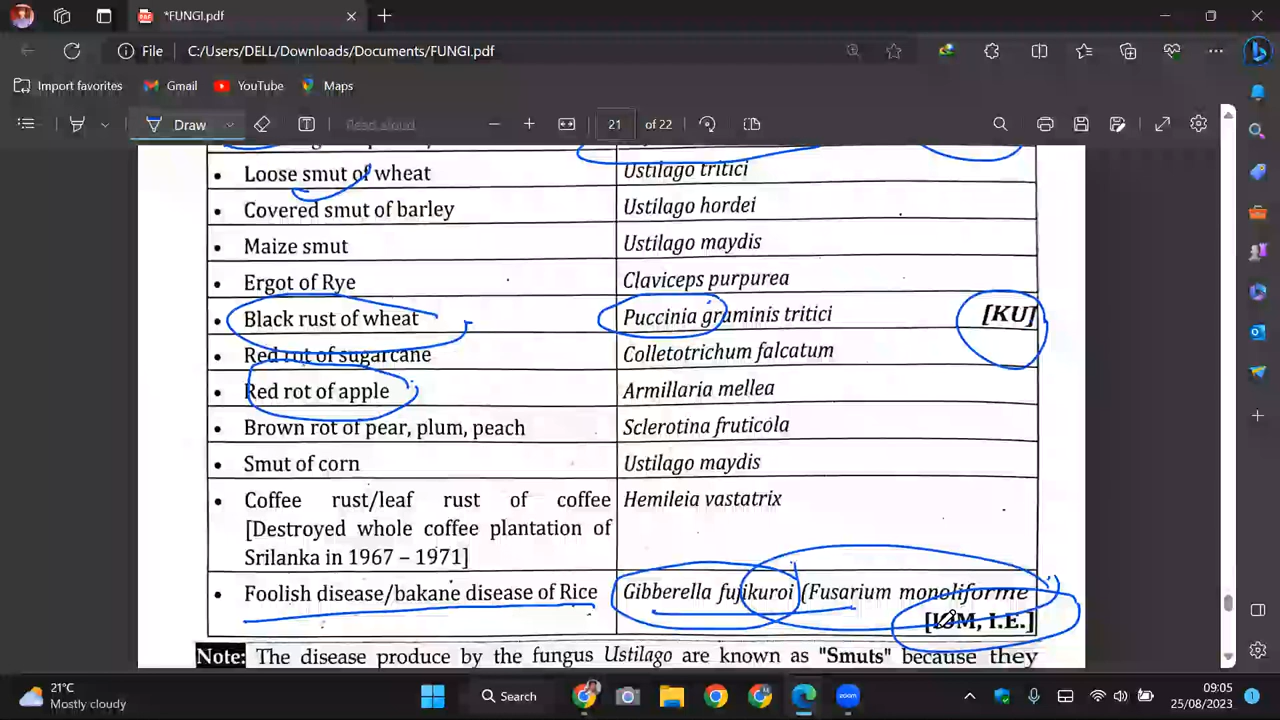 *FUNGI.pdf
File C:/Users/DELL/Downloads/Documents/FUNGI.pdf
Import favorites Gmail YouTube Maps
Draw Read aloud 21 of 22
• Loose smut of wheat Ustilago tritici
• Covered smut of barley Ustilago hordei
• Maize smut Ustilago maydis
• Ergot of Rye Claviceps purpurea
• Black rust of wheat Puccinia graminis tritici [KU]
• Red rot of sugarcane Colletotrichum falcatum
• Red rot of apple Armillaria mellea
• Brown rot of pear, plum, peach Sclerotina fruticola
• Smut of corn Ustilago maydis
• Coffee rust/leaf rust of coffee Hemileia vastatrix
[Destroyed whole coffee plantation of
Srilanka in 1967 – 1971]
• Foolish disease/bakane disease of Rice Gibberella fujikuroi (Fusarium monoliforme
I.E.]
Note: The disease produce by the fungus Ustilago are known as "Smuts" because they
21°C
Mostly cloudy
Search
zoom
09:05
25/08/2023